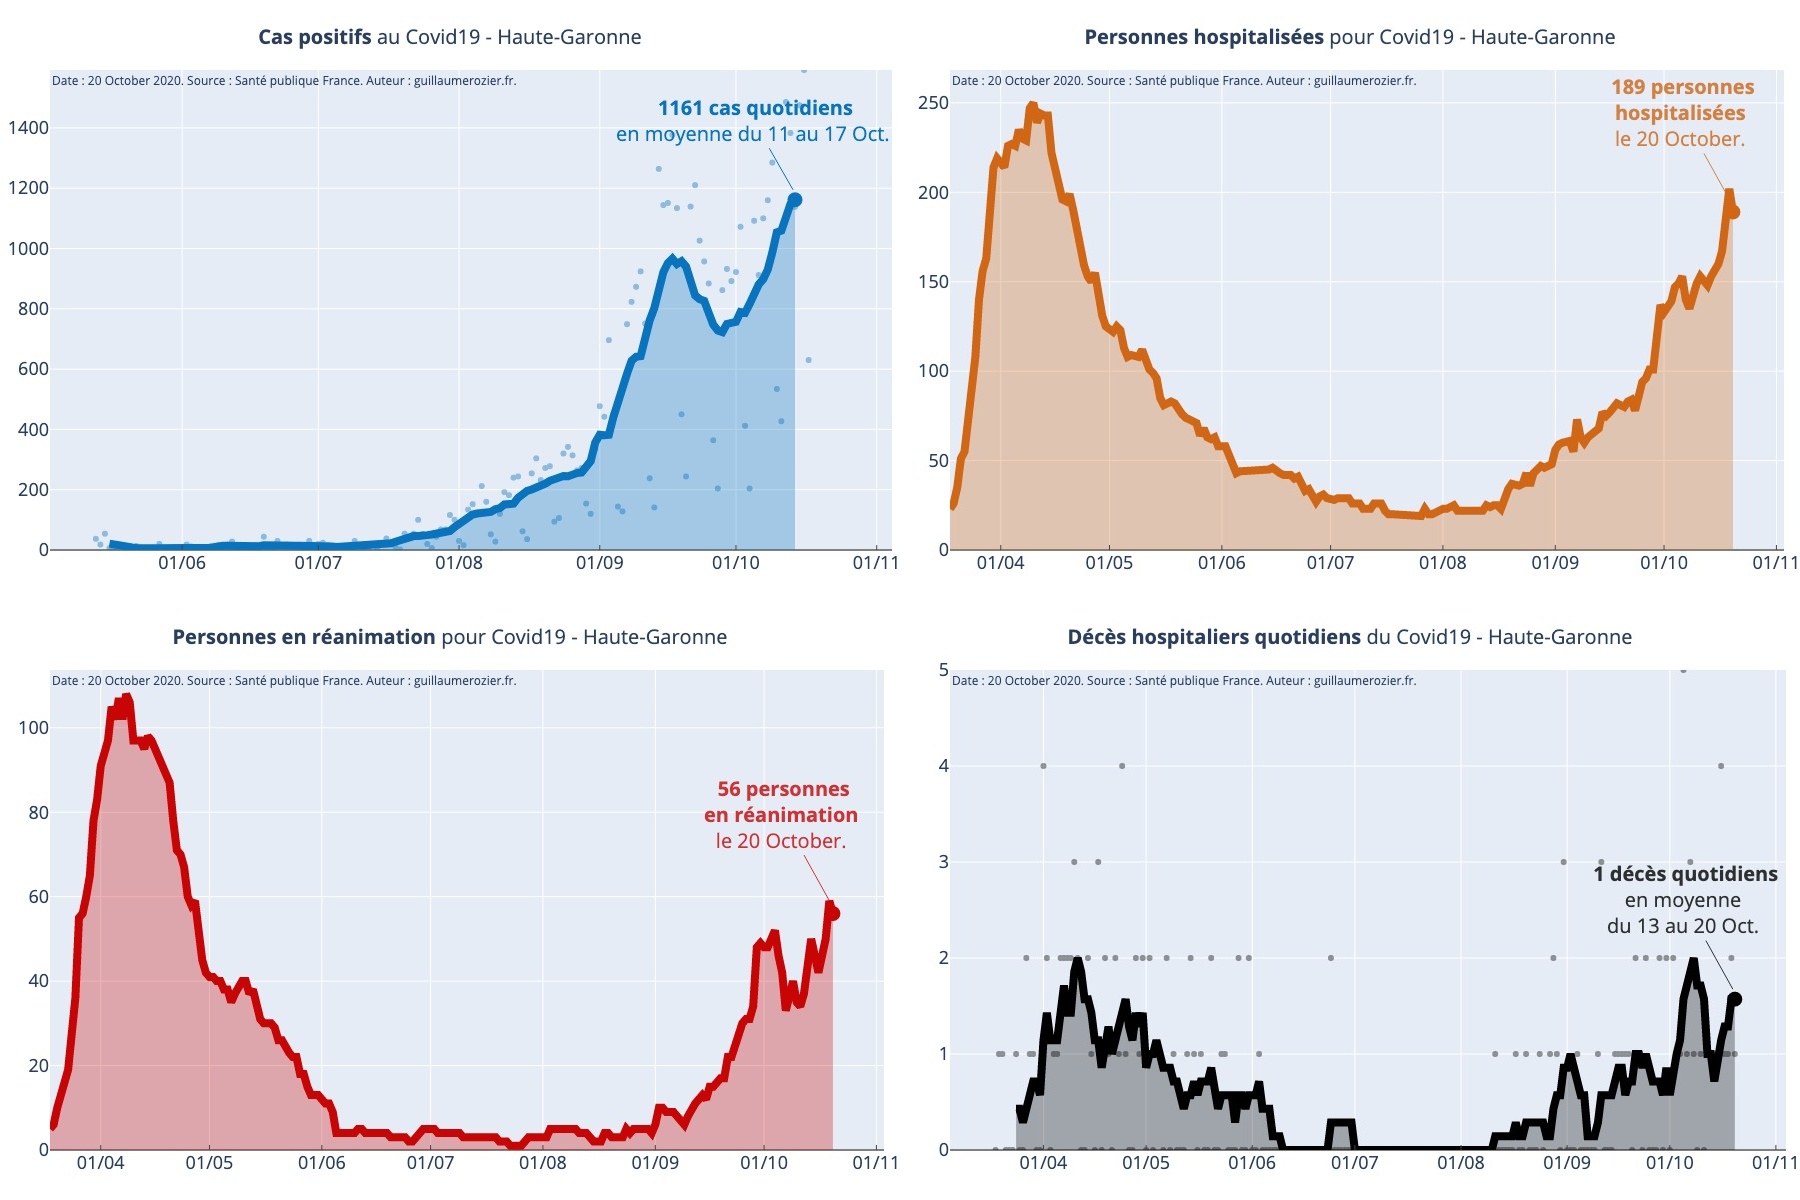 Cas positifs au Covid19 - Haute-Garonne
Date : 20 October 2020. Source : Santé publique France. Auteur : guillaumerozier.fr.
1161 cas quotidiens
en moyenne du 11 au 17 Oct.
1400
1200
1000
800
600
400
200
0
01/06 01/07 01/08 01/09 01/10 01/11
Personnes hospitalisées pour Covid19 - Haute-Garonne
Date : 20 October 2020. Source : Santé publique France. Auteur : guillaumerozier.fr.
189 personnes
hospitalisées
le 20 October.
250
200
150
100
50
0
01/04 01/05 01/06 01/07 01/08 01/09 01/10 01/11
Personnes en réanimation pour Covid19 - Haute-Garonne
Date : 20 October 2020. Source : Santé publique France. Auteur : guillaumerozier.fr.
56 personnes
en réanimation
le 20 October.
100
80
60
40
20
0
01/04 01/05 01/06 01/07 01/08 01/09 01/10 01/11
Décès hospitaliers quotidiens du Covid19 - Haute-Garonne
Date : 20 October 2020. Source : Santé publique France. Auteur : guillaumerozier.fr.
1 décès quotidiens
en moyenne
du 13 au 20 Oct.
5
4
3
2
1
0
01/04 01/05 01/06 01/07 01/08 01/09 01/10 01/11